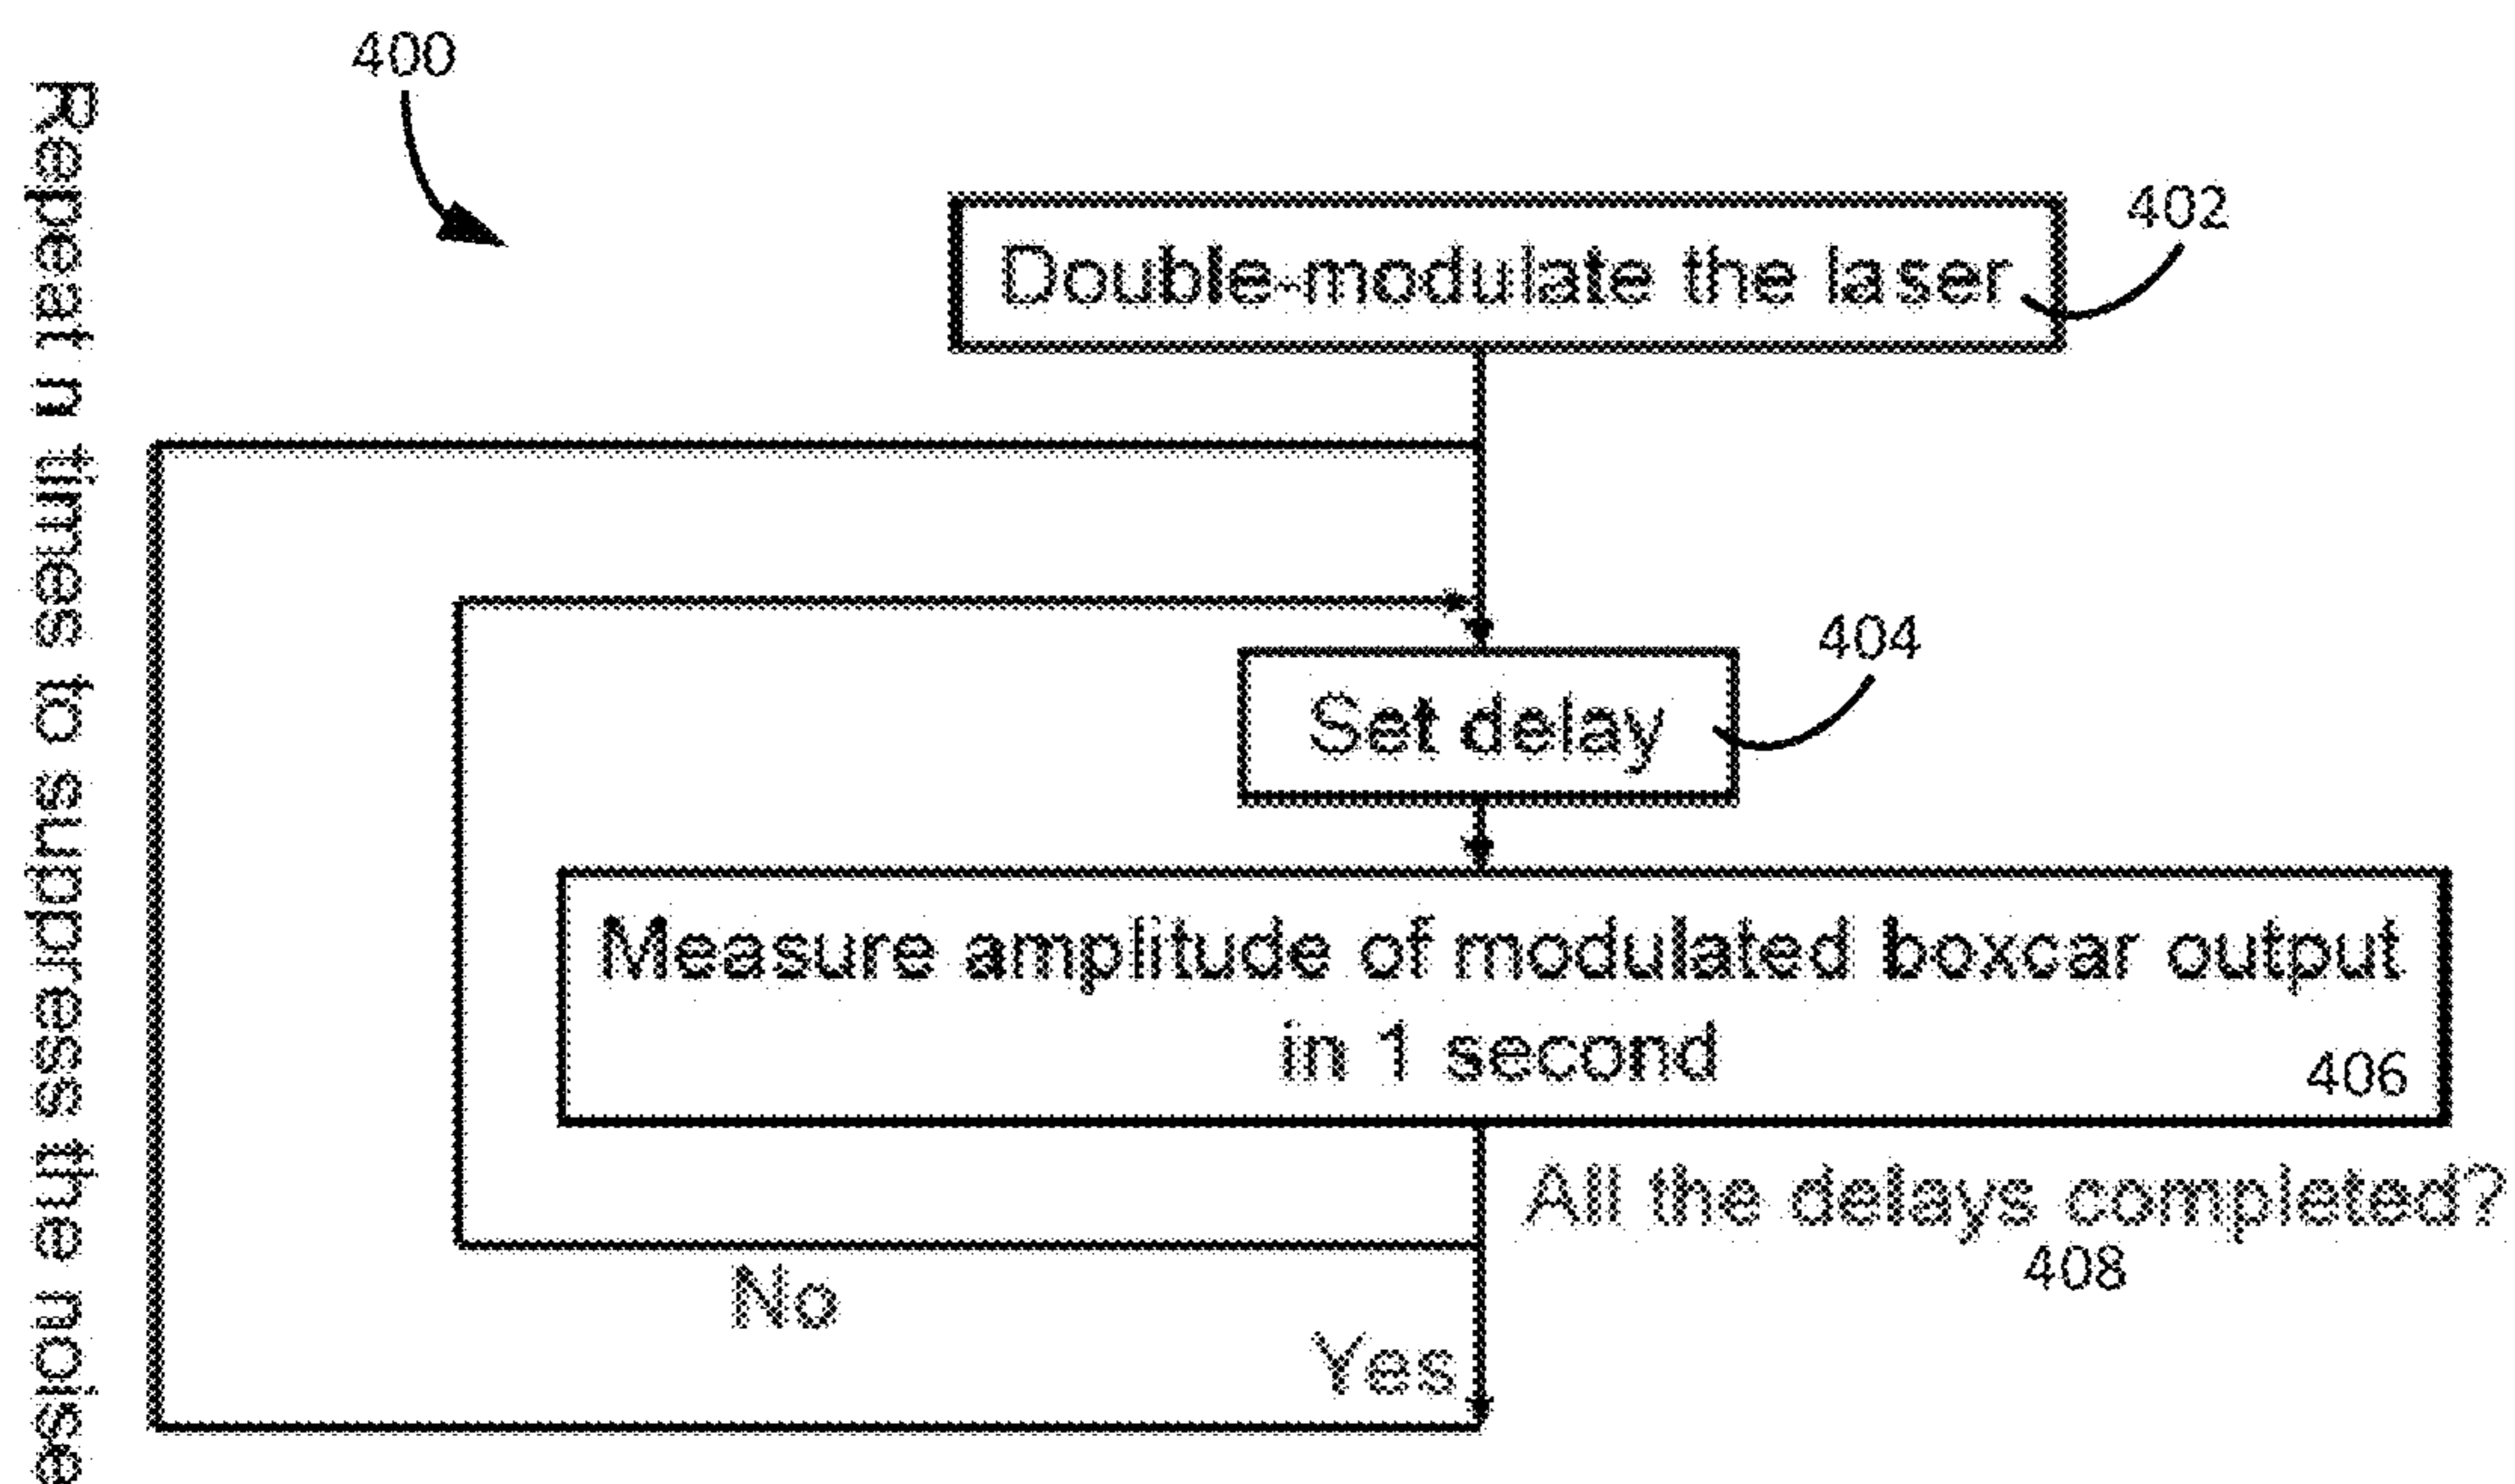 400
402
Double-modulate the laser
404
Set delay
Measure amplitude of modulated boxcar output
in 1 second
406
All the delays completed?
408
No
Yes
Repeat n times to suppress the noise